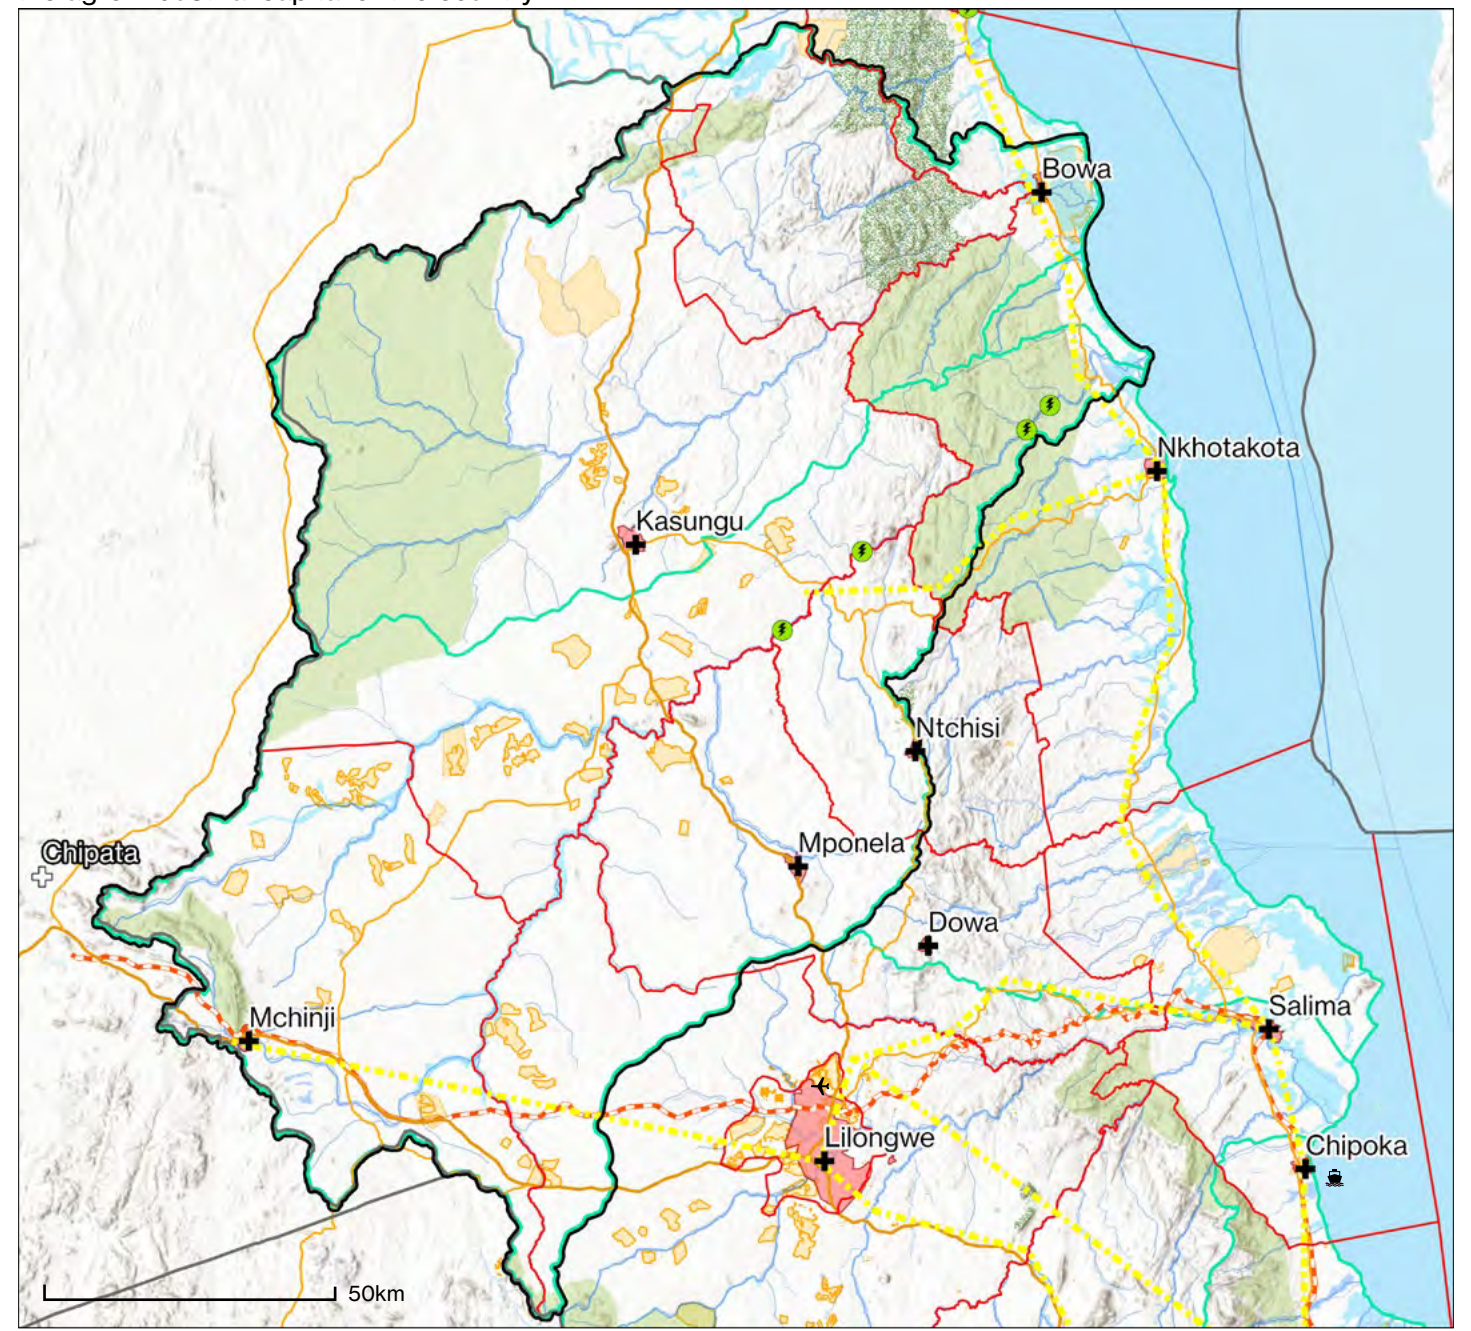 Bowa
Nkhotakota
Kasungu
Ntchisi
Mponela
Chipata
Dowa
Salima
Mchinji
Lilongwe
Chipoka
50km